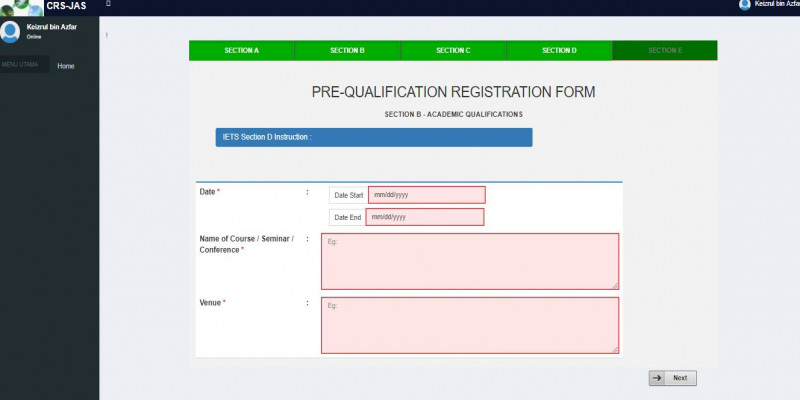 CRS-JAS
Keizrul bin Azfar
Keizrul bin Azfar
Online
MENU UTAMA
Home
SECTION A
SECTION B
SECTION C
SECTION D
SECTION E
PRE-QUALIFICATION REGISTRATION FORM
SECTION B - ACADEMIC QUALIFICATIONS
IETS Section D Instruction :
Date * :
Date Start mm/dd/yyyy
Date End mm/dd/yyyy
Name of Course / Seminar / :
Conference *
Eg:
Venue * :
Eg:
Next